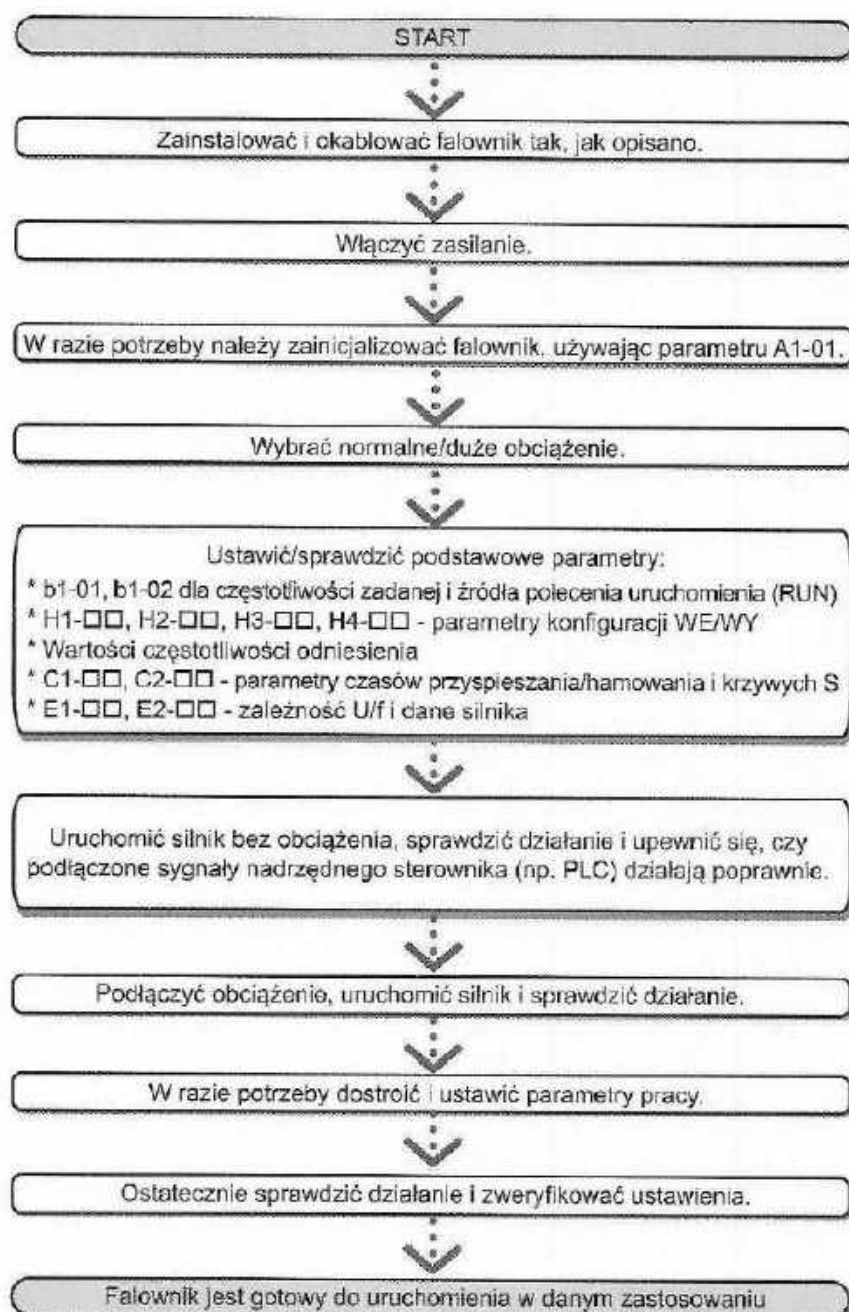 START
Zainstalować i okablować falownik tak, jak opisano.
Włączyć zasilanie.
W razie potrzeby należy zainicjalizować falownik, używając parametru A1-01.
Wybrać normalne/duże obciążenie.
Ustawić/sprawdzić podstawowe parametry:
* b1-01, b1-02 dla częstotliwości zadanej i źródła polecenia uruchomienia (RUN)
* H1-□□, H2-□□, H3-□□, H4-□□ - parametry konfiguracji WE/WY
* Wartości częstotliwości odniesienia
* C1-□□, C2-□□ - parametry czasów przyspieszania/hamowania i krzywych S
* E1-□□, E2-□□ - zależność U/f i dane silnika
Uruchomić silnik bez obciążenia, sprawdzić działanie i upewnić się, czy
podłączone sygnały nadrzędnego sterownika (np. PLC) działają poprawnie.
Podłączyć obciążenie, uruchomić silnik i sprawdzić działanie.
W razie potrzeby dostroić i ustawić parametry pracy.
Ostatecznie sprawdzić działanie i zweryfikować ustawienia.
Falownik jest gotowy do uruchomienia w danym zastosowaniu